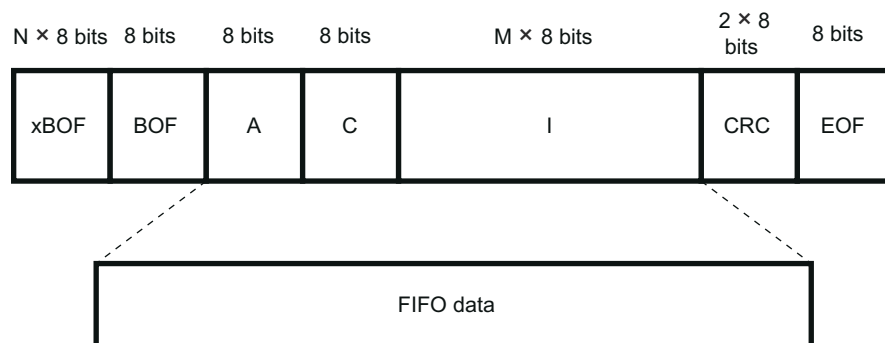 N × 8 bits 8 bits 8 bits 8 bits M × 8 bits 2 × 8 bits 8 bits
xBOF BOF A C I CRC EOF
FIFO data